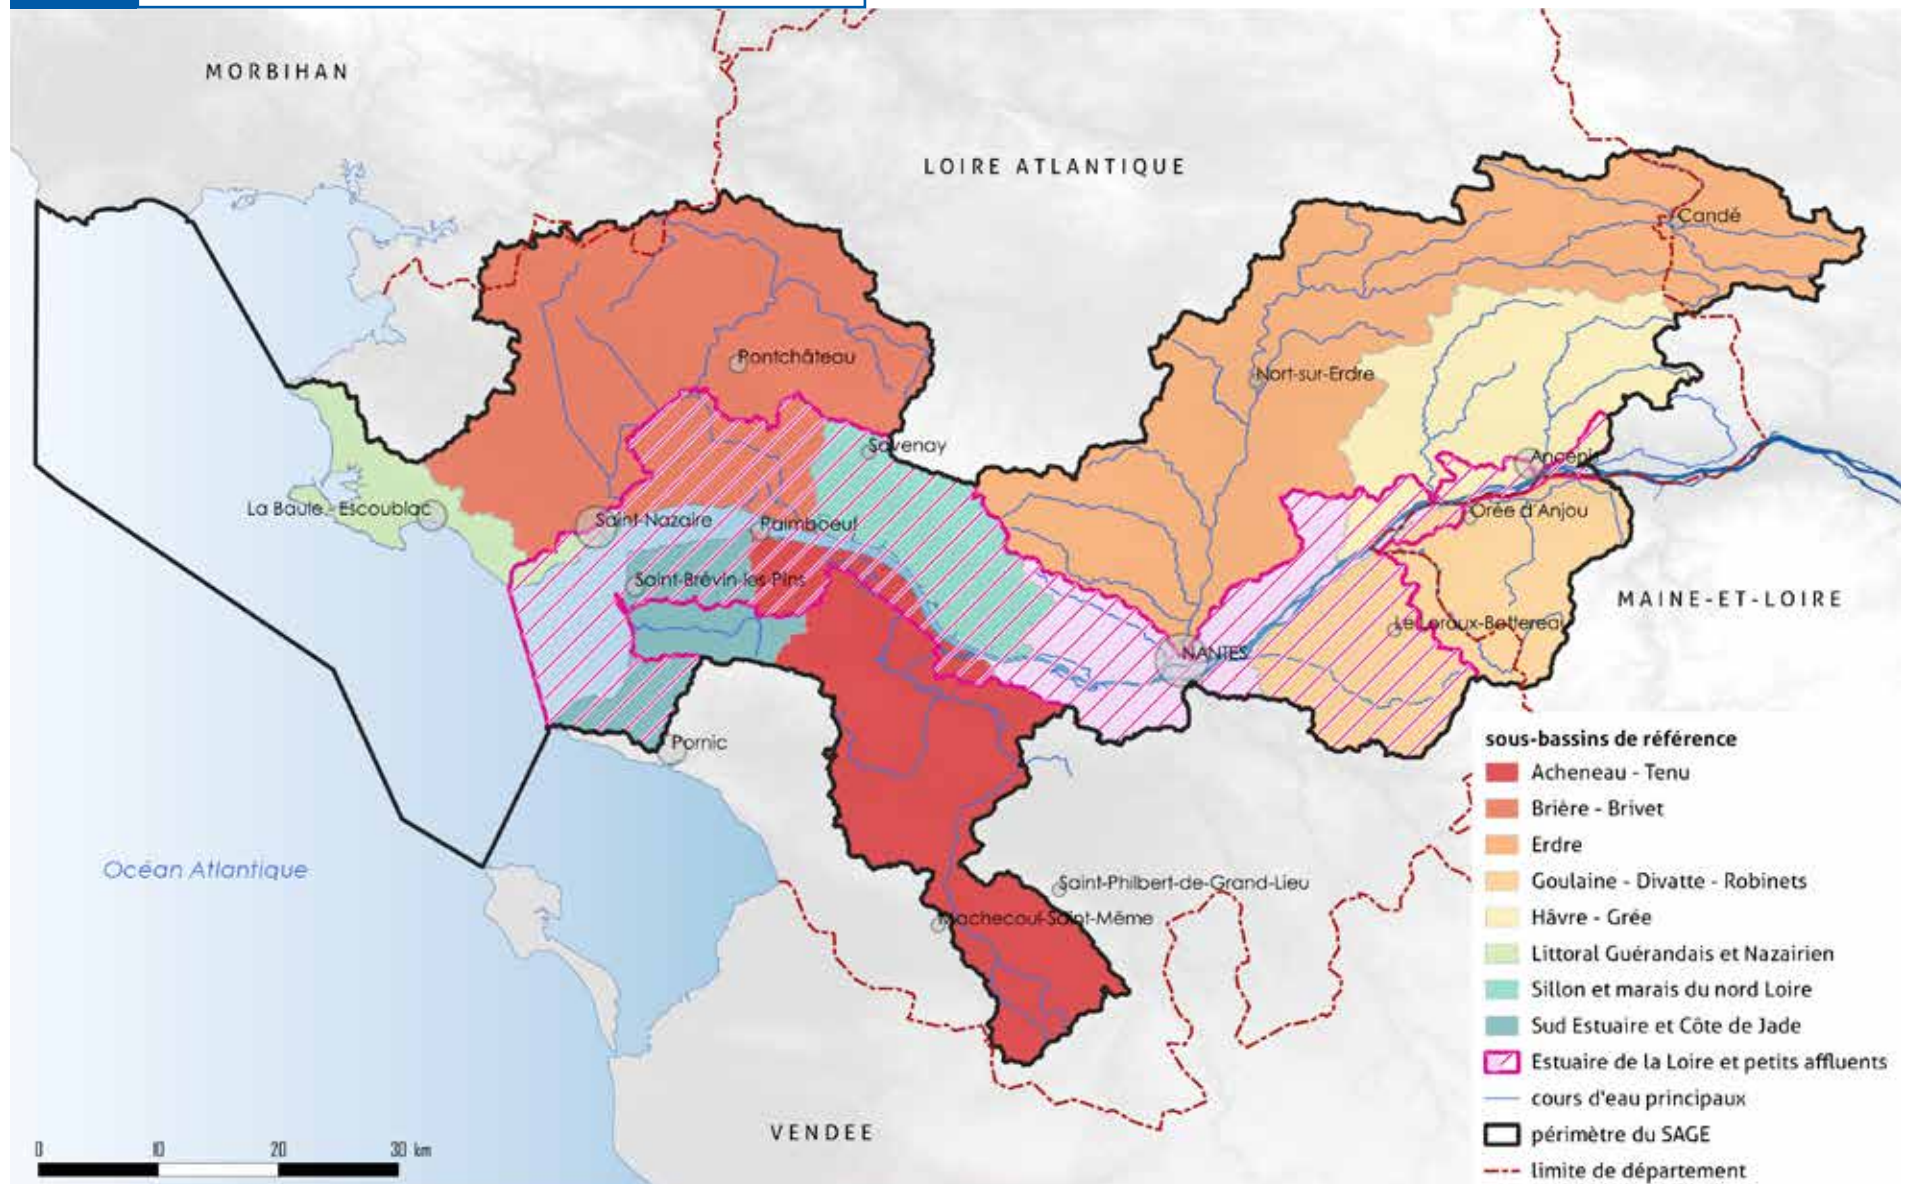 MORBIHAN
LOIRE ATLANTIQUE
Candé
Pontchâteau
Nort-sur-Erdre
Savenay
Ancenis
La Baule - Escoublac
Saint-Nazaire
Paimboeuf
Orée d'Anjou
Saint-Brévin-les-Pins
MAINE-ET-LOIRE
Le Loroux-Bottereau
NANTES
Pornic
Océan Atlantique
Saint-Philbert-de-Grand-Lieu
Machecoul-Saint-Même
VENDEE
0 10 20 30 km
sous-bassins de référence
Acheneau - Tenu
Brière - Brivet
Erdre
Goulaine - Divatte - Robinets
Hâvre - Grée
Littoral Guérandais et Nazairien
Sillon et marais du nord Loire
Sud Estuaire et Côte de Jade
Estuaire de la Loire et petits affluents
cours d'eau principaux
périmètre du SAGE
limite de département